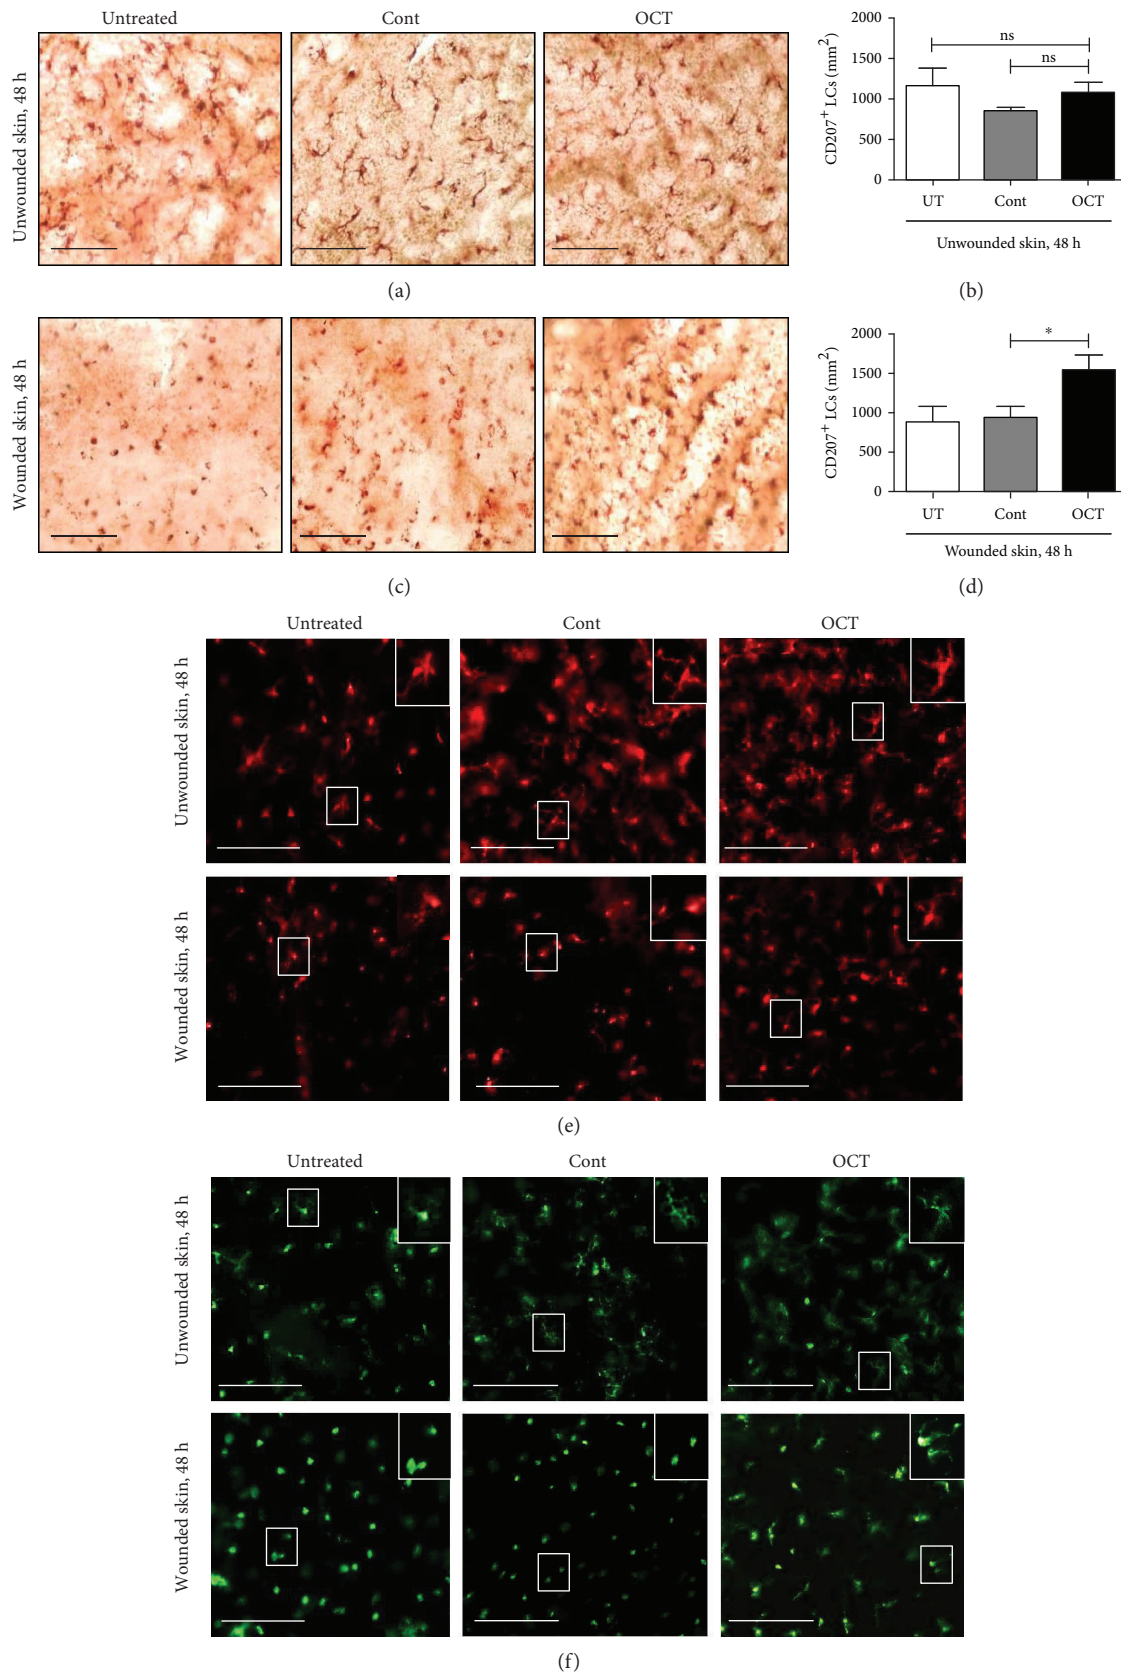 Untreated
Cont
OCT
Unwounded skin, 48 h
(a)
CD207+ LCs (mm2)
2000
1500
1000
500
0
ns
ns
UT
Cont
OCT
Unwounded skin, 48 h
(b)
Wounded skin, 48 h
(c)
CD207+ LCs (mm2)
2000
1500
1000
500
0
*
UT
Cont
OCT
Wounded skin, 48 h
(d)
Untreated
Cont
OCT
Unwounded skin, 48 h
Wounded skin, 48 h
(e)
Untreated
Cont
OCT
Unwounded skin, 48 h
Wounded skin, 48 h
(f)